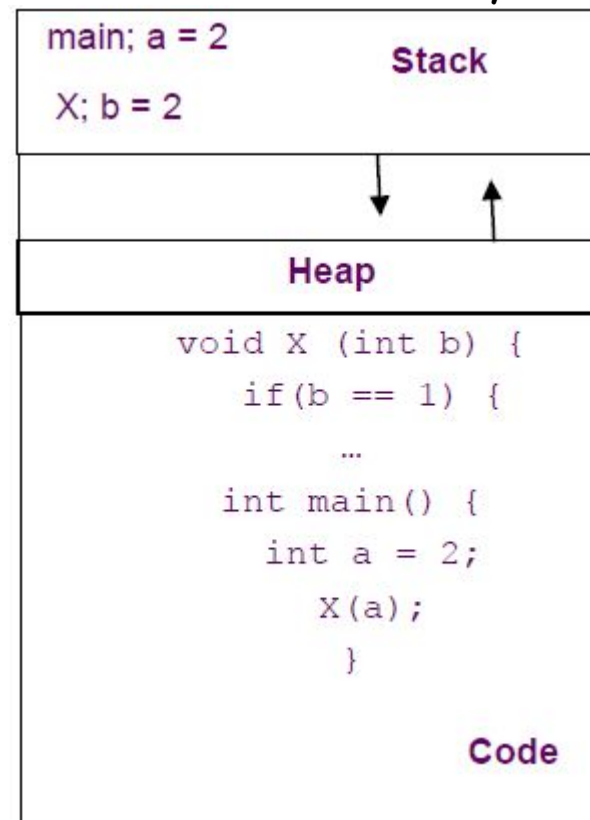 main; a = 2
Stack
X; b = 2
Heap
void X (int b) {
if(b == 1) {
…
int main() {
int a = 2;
X(a);
}
Code